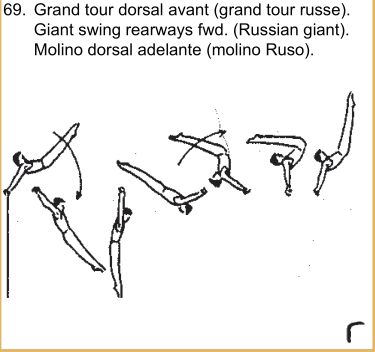 69. Grand tour dorsal avant (grand tour russe).
Giant swing rearways fwd. (Russian giant).
Molino dorsal adelante (molino Ruso).